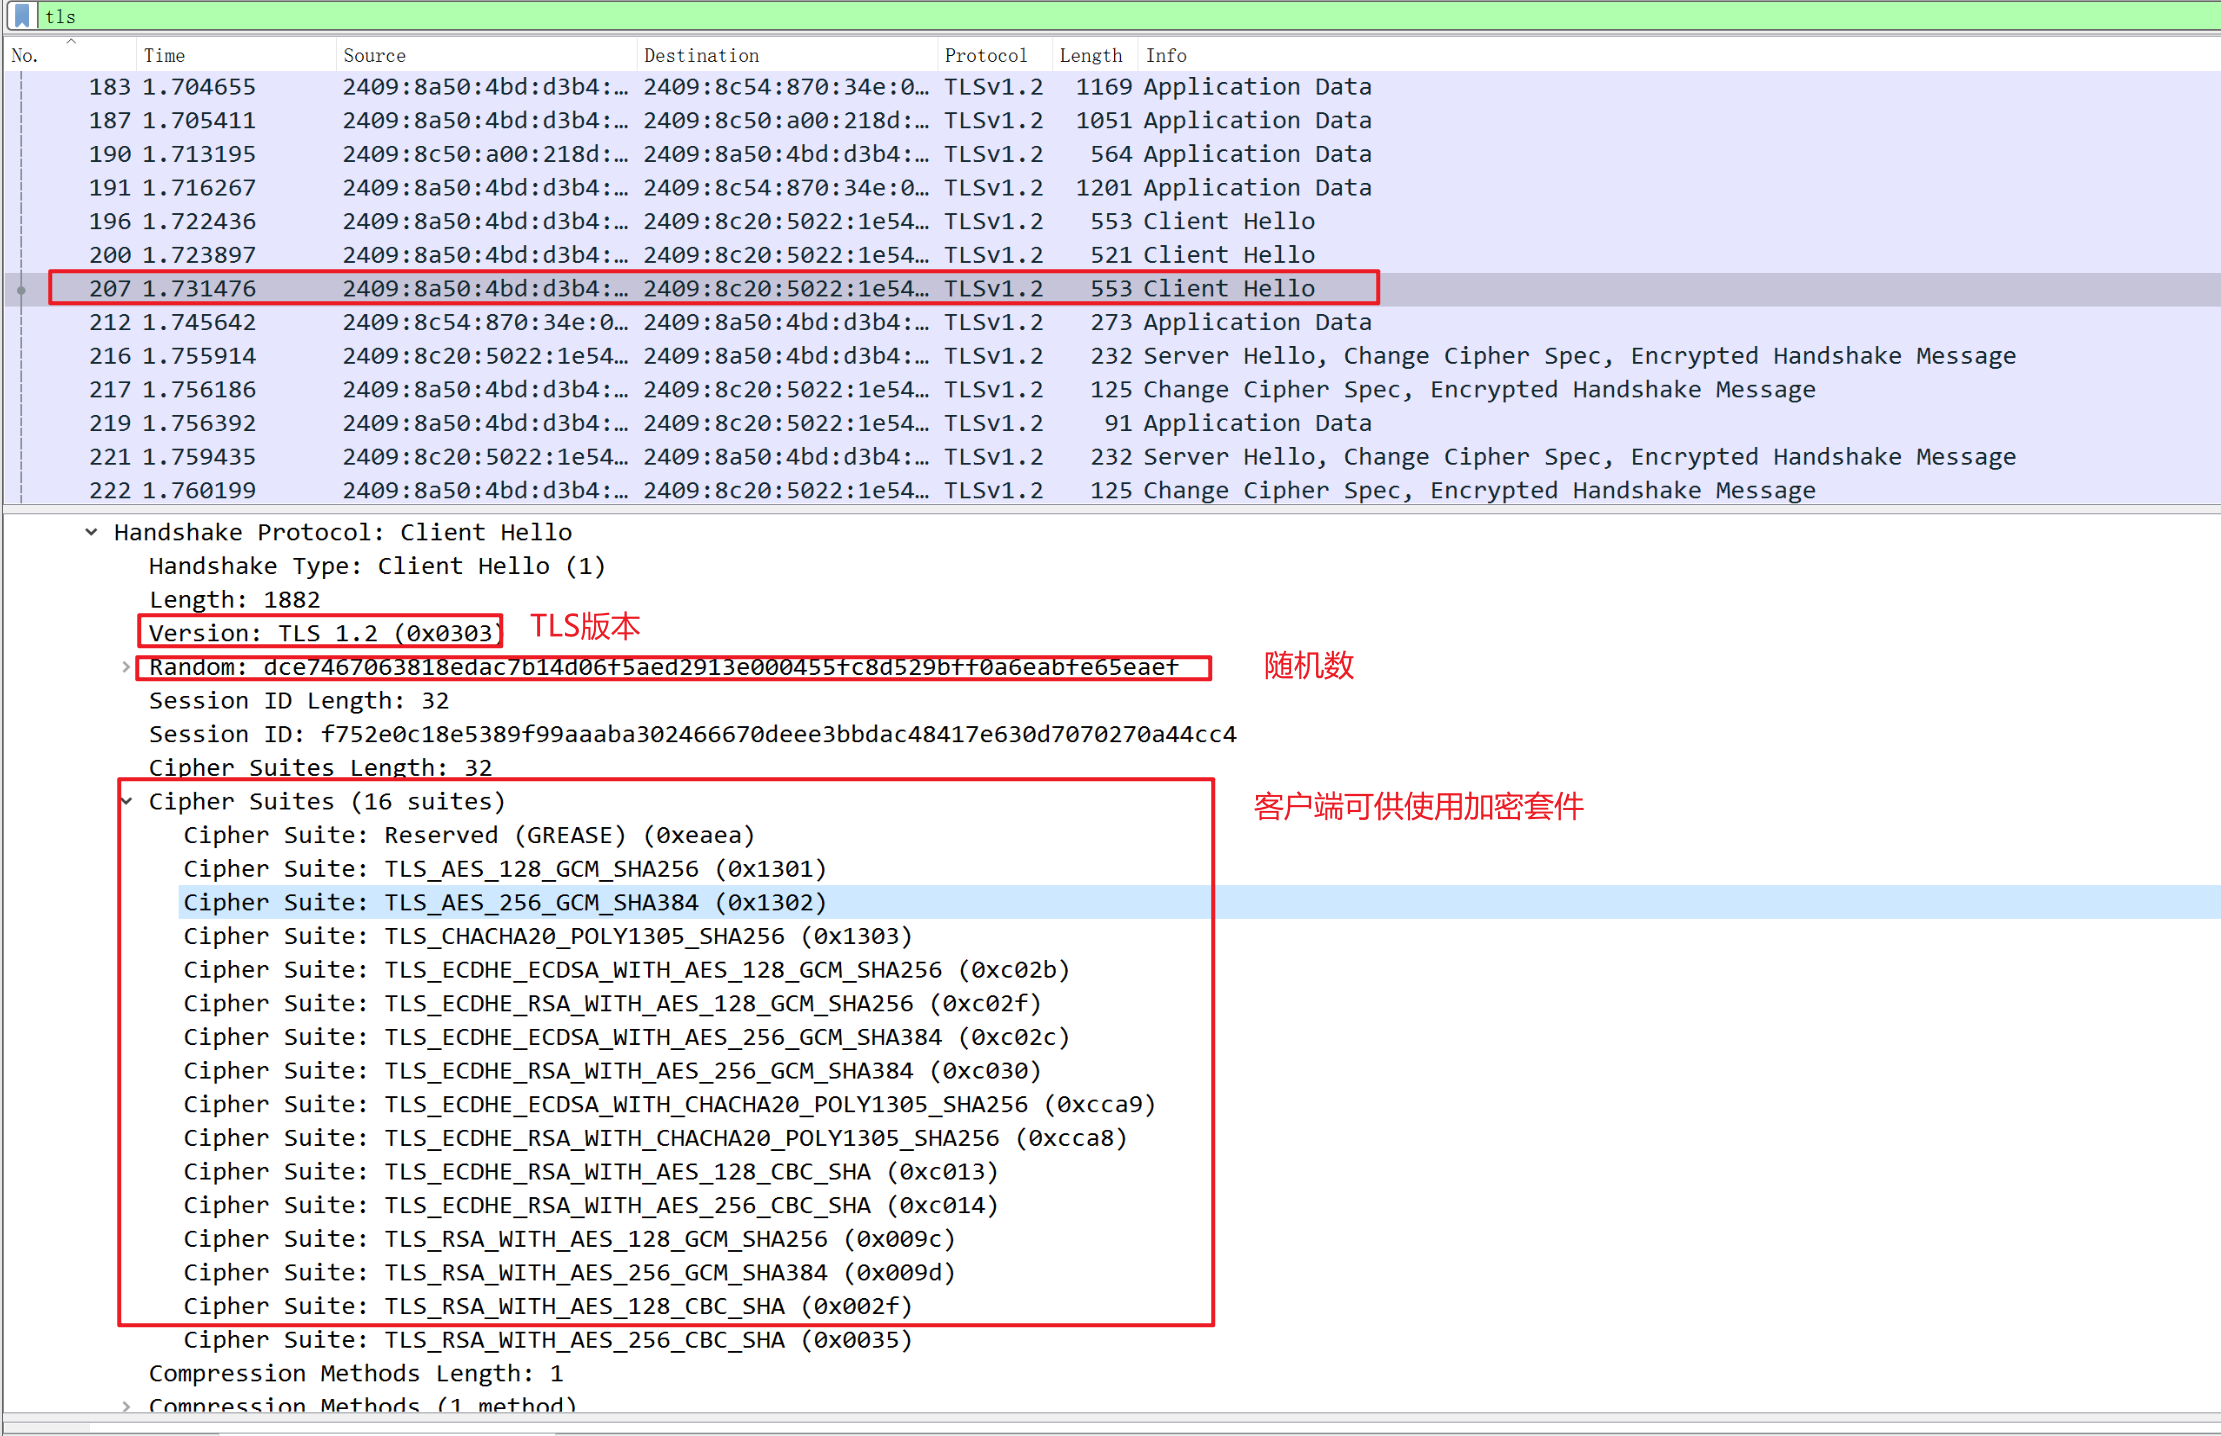 tls
No. Time Source Destination Protocol Length Info
183 1.704655 2409:8a50:4bd:d3b4:… 2409:8c54:870:34e:0… TLSv1.2 1169 Application Data
187 1.705411 2409:8a50:4bd:d3b4:… 2409:8c50:a00:218d:… TLSv1.2 1051 Application Data
190 1.713195 2409:8c50:a00:218d:… 2409:8a50:4bd:d3b4:… TLSv1.2 564 Application Data
191 1.716267 2409:8a50:4bd:d3b4:… 2409:8c54:870:34e:0… TLSv1.2 1201 Application Data
196 1.722436 2409:8a50:4bd:d3b4:… 2409:8c20:5022:1e54… TLSv1.2 553 Client Hello
200 1.723897 2409:8a50:4bd:d3b4:… 2409:8c20:5022:1e54… TLSv1.2 521 Client Hello
207 1.731476 2409:8a50:4bd:d3b4:… 2409:8c20:5022:1e54… TLSv1.2 553 Client Hello
212 1.745642 2409:8c54:870:34e:0… 2409:8a50:4bd:d3b4:… TLSv1.2 273 Application Data
216 1.755914 2409:8c20:5022:1e54… 2409:8a50:4bd:d3b4:… TLSv1.2 232 Server Hello, Change Cipher Spec, Encrypted Handshake Message
217 1.756186 2409:8a50:4bd:d3b4:… 2409:8c20:5022:1e54… TLSv1.2 125 Change Cipher Spec, Encrypted Handshake Message
219 1.756392 2409:8a50:4bd:d3b4:… 2409:8c20:5022:1e54… TLSv1.2 91 Application Data
221 1.759435 2409:8c20:5022:1e54… 2409:8a50:4bd:d3b4:… TLSv1.2 232 Server Hello, Change Cipher Spec, Encrypted Handshake Message
222 1.760199 2409:8a50:4bd:d3b4:… 2409:8c20:5022:1e54… TLSv1.2 125 Change Cipher Spec, Encrypted Handshake Message
Handshake Protocol: Client Hello
Handshake Type: Client Hello (1)
Length: 1882
Version: TLS 1.2 (0x0303) TLS版本
Random: dce7467063818edac7b14d06f5aed2913e000455fc8d529bff0a6eabfe65eaef 随机数
Session ID Length: 32
Session ID: f752e0c18e5389f99aaaba302466670deee3bbdac48417e630d7070270a44cc4
Cipher Suites Length: 32
Cipher Suites (16 suites) 客户端可供使用加密套件
Cipher Suite: Reserved (GREASE) (0xeaea)
Cipher Suite: TLS_AES_128_GCM_SHA256 (0x1301)
Cipher Suite: TLS_AES_256_GCM_SHA384 (0x1302)
Cipher Suite: TLS_CHACHA20_POLY1305_SHA256 (0x1303)
Cipher Suite: TLS_ECDHE_ECDSA_WITH_AES_128_GCM_SHA256 (0xc02b)
Cipher Suite: TLS_ECDHE_RSA_WITH_AES_128_GCM_SHA256 (0xc02f)
Cipher Suite: TLS_ECDHE_ECDSA_WITH_AES_256_GCM_SHA384 (0xc02c)
Cipher Suite: TLS_ECDHE_RSA_WITH_AES_256_GCM_SHA384 (0xc030)
Cipher Suite: TLS_ECDHE_ECDSA_WITH_CHACHA20_POLY1305_SHA256 (0xcca9)
Cipher Suite: TLS_ECDHE_RSA_WITH_CHACHA20_POLY1305_SHA256 (0xcca8)
Cipher Suite: TLS_ECDHE_RSA_WITH_AES_128_CBC_SHA (0xc013)
Cipher Suite: TLS_ECDHE_RSA_WITH_AES_256_CBC_SHA (0xc014)
Cipher Suite: TLS_RSA_WITH_AES_128_GCM_SHA256 (0x009c)
Cipher Suite: TLS_RSA_WITH_AES_256_GCM_SHA384 (0x009d)
Cipher Suite: TLS_RSA_WITH_AES_128_CBC_SHA (0x002f)
Cipher Suite: TLS_RSA_WITH_AES_256_CBC_SHA (0x0035)
Compression Methods Length: 1
Compression Methods (1 method)